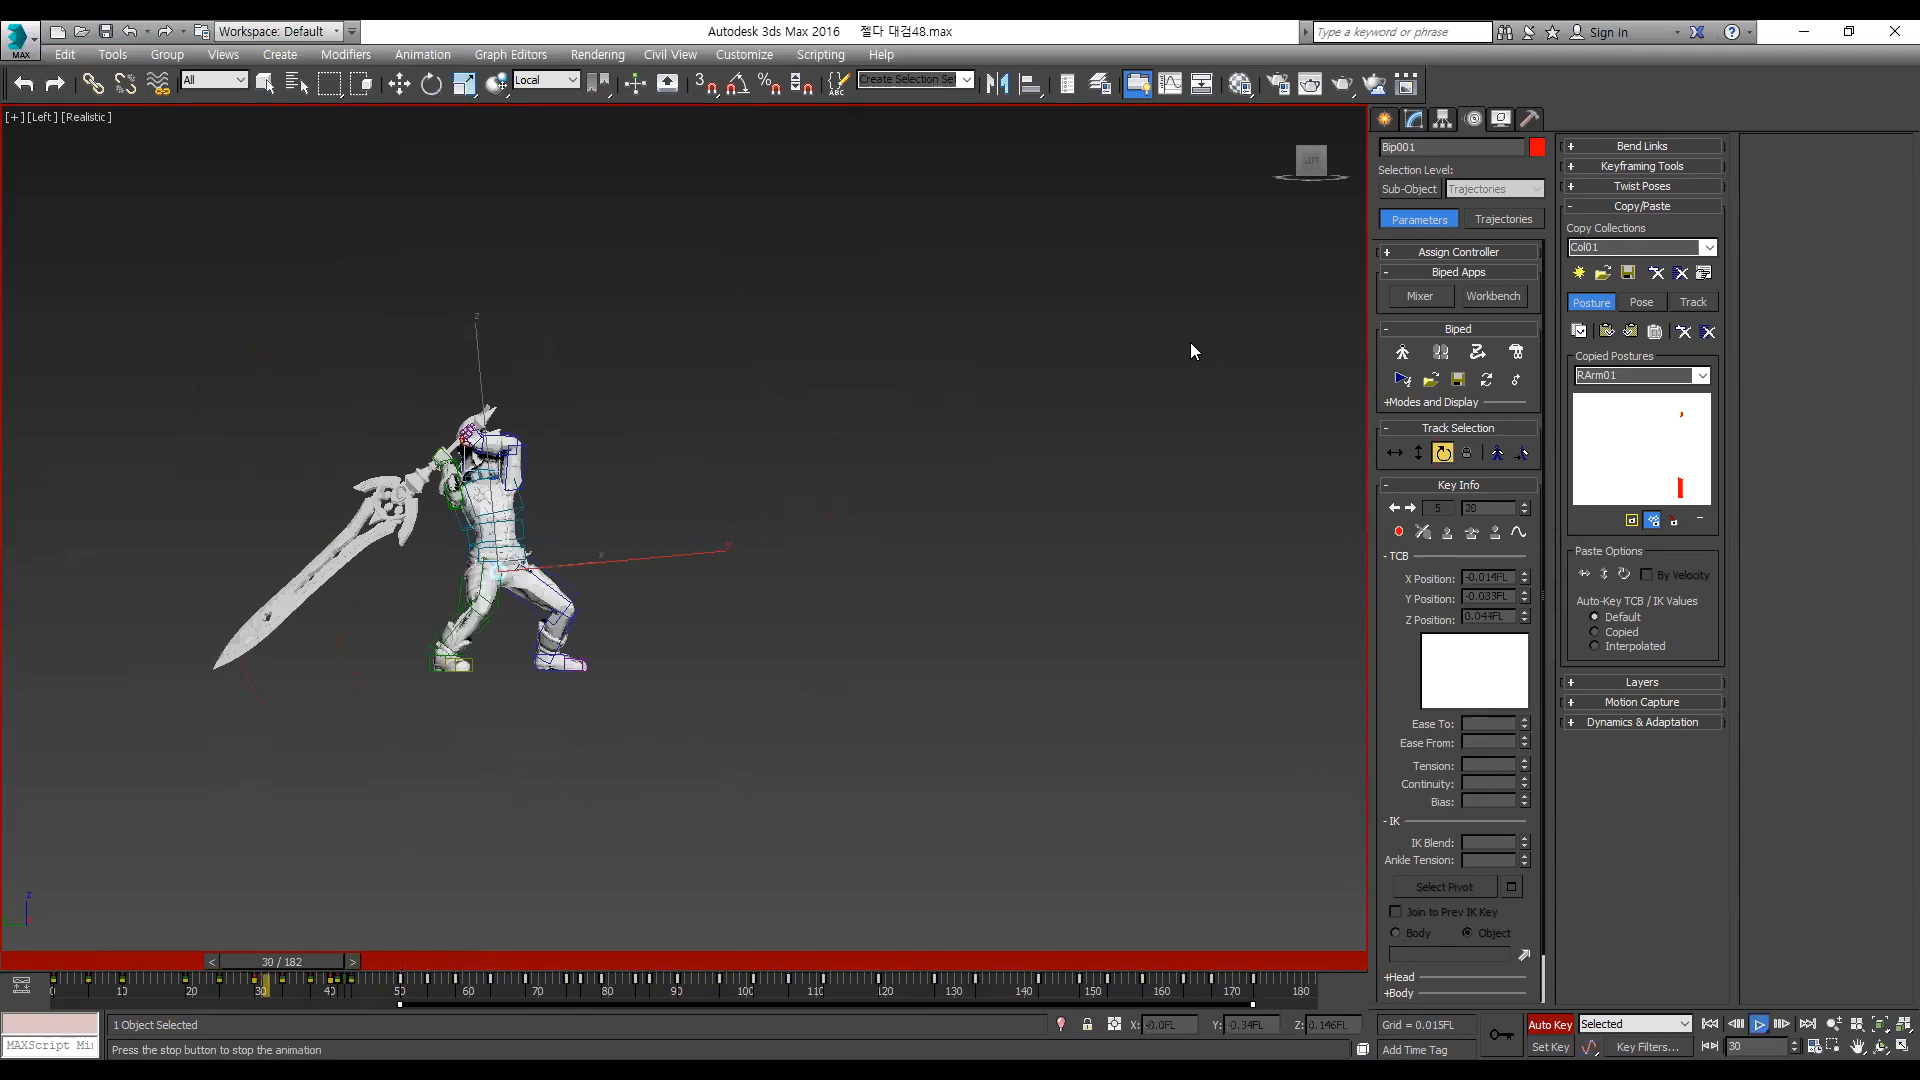 Workspace: Default
Autodesk 3ds Max 2016 젤다 대검48.max
Type a keyword or phrase
Sign In
MAX
Edit Tools Group Views Create Modifiers Animation Graph Editors Rendering Civil View Customize Scripting Help
All
Local
3
ABC
Create Selection Se
[+] [Left] [Realistic]
LEFT
z
x
Bip001
Selection Level:
Sub-Object Trajectories
Parameters Trajectories
+ Assign Controller
- Biped Apps
Mixer Workbench
- Biped
+Modes and Display
- Track Selection
- Key Info
5 28
- TCB
X Position: -0.014FL
Y Position: -0.033FL
Z Position: 0.044FL
Ease To:
Ease From:
Tension:
Continuity:
Bias:
- IK
IK Blend:
Ankle Tension:
Select Pivot
Join to Prev IK Key
Body Object
+Head
+Body
+ Bend Links
+ Keyframing Tools
+ Twist Poses
- Copy/Paste
Copy Collections
Col01
Posture Pose Track
Copied Postures
RArm01
Paste Options
By Velocity
Auto-Key TCB / IK Values
Default
Copied
Interpolated
+ Layers
+ Motion Capture
+ Dynamics & Adaptation
z
< 30 / 182 >
0 10 20 30 40 50 60 70 80 90 100 110 120 130 140 150 160 170 180
1 Object Selected
X: -0.0FL Y: -0.34FL Z: 0.146FL Grid = 0.015FL
Auto Key Selected
MAXScript Mi
Press the stop button to stop the animation
Add Time Tag
Set Key Key Filters... 30